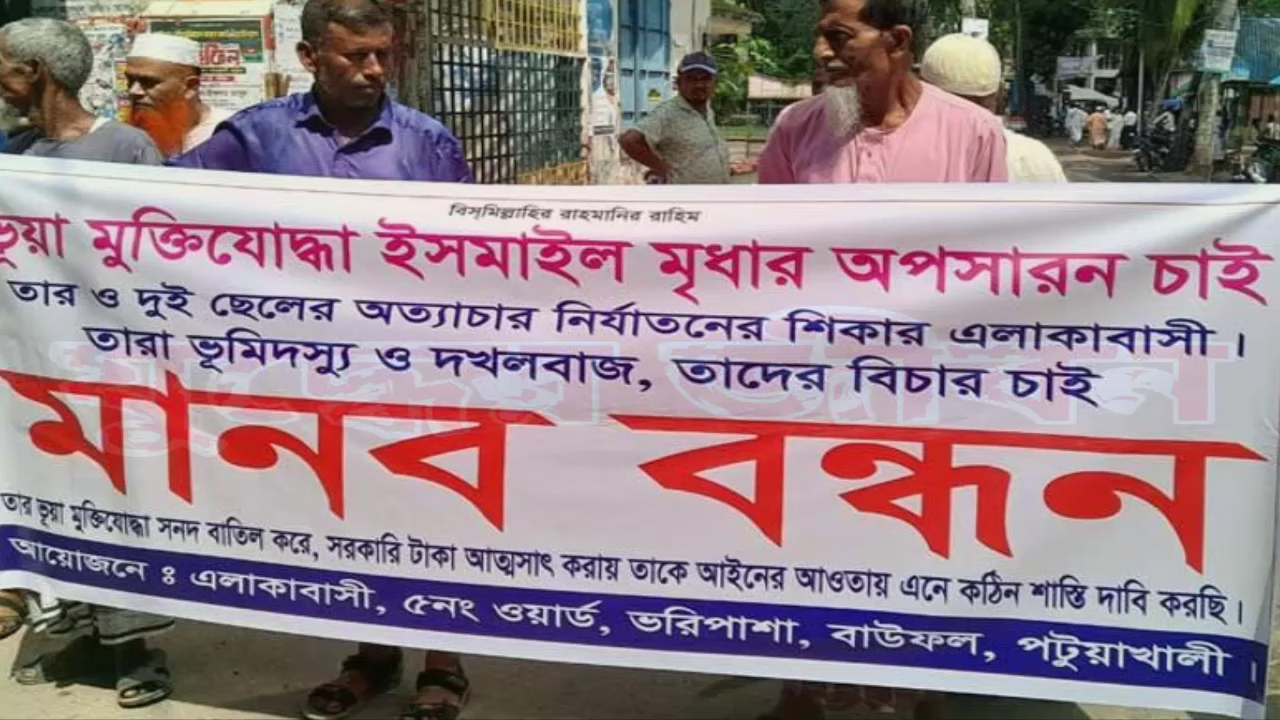 বিস্‌মিল্লাহির রাহমানির রাহিম
ভূয়া মুক্তিযোদ্ধা ইসমাইল মৃধার অপসারন চাই
তার ও দুই ছেলের অত্যাচার নির্যাতনের শিকার এলাকাবাসী ।
তারা ভূমিদস্যু ও দখলবাজ, তাদের বিচার চাই
মানব বন্ধন
তার ভূয়া মুক্তিযোদ্ধা সনদ বাতিল করে, সরকারি টাকা আত্মসাৎ করায় তাকে আইনের আওতায় এনে কঠিন শাস্তি দাবি করছি ।
আয়োজনে ঃ এলাকাবাসী, ৫নং ওয়ার্ড, ভরিপাশা, বাউফল, পটুয়াখালী ।